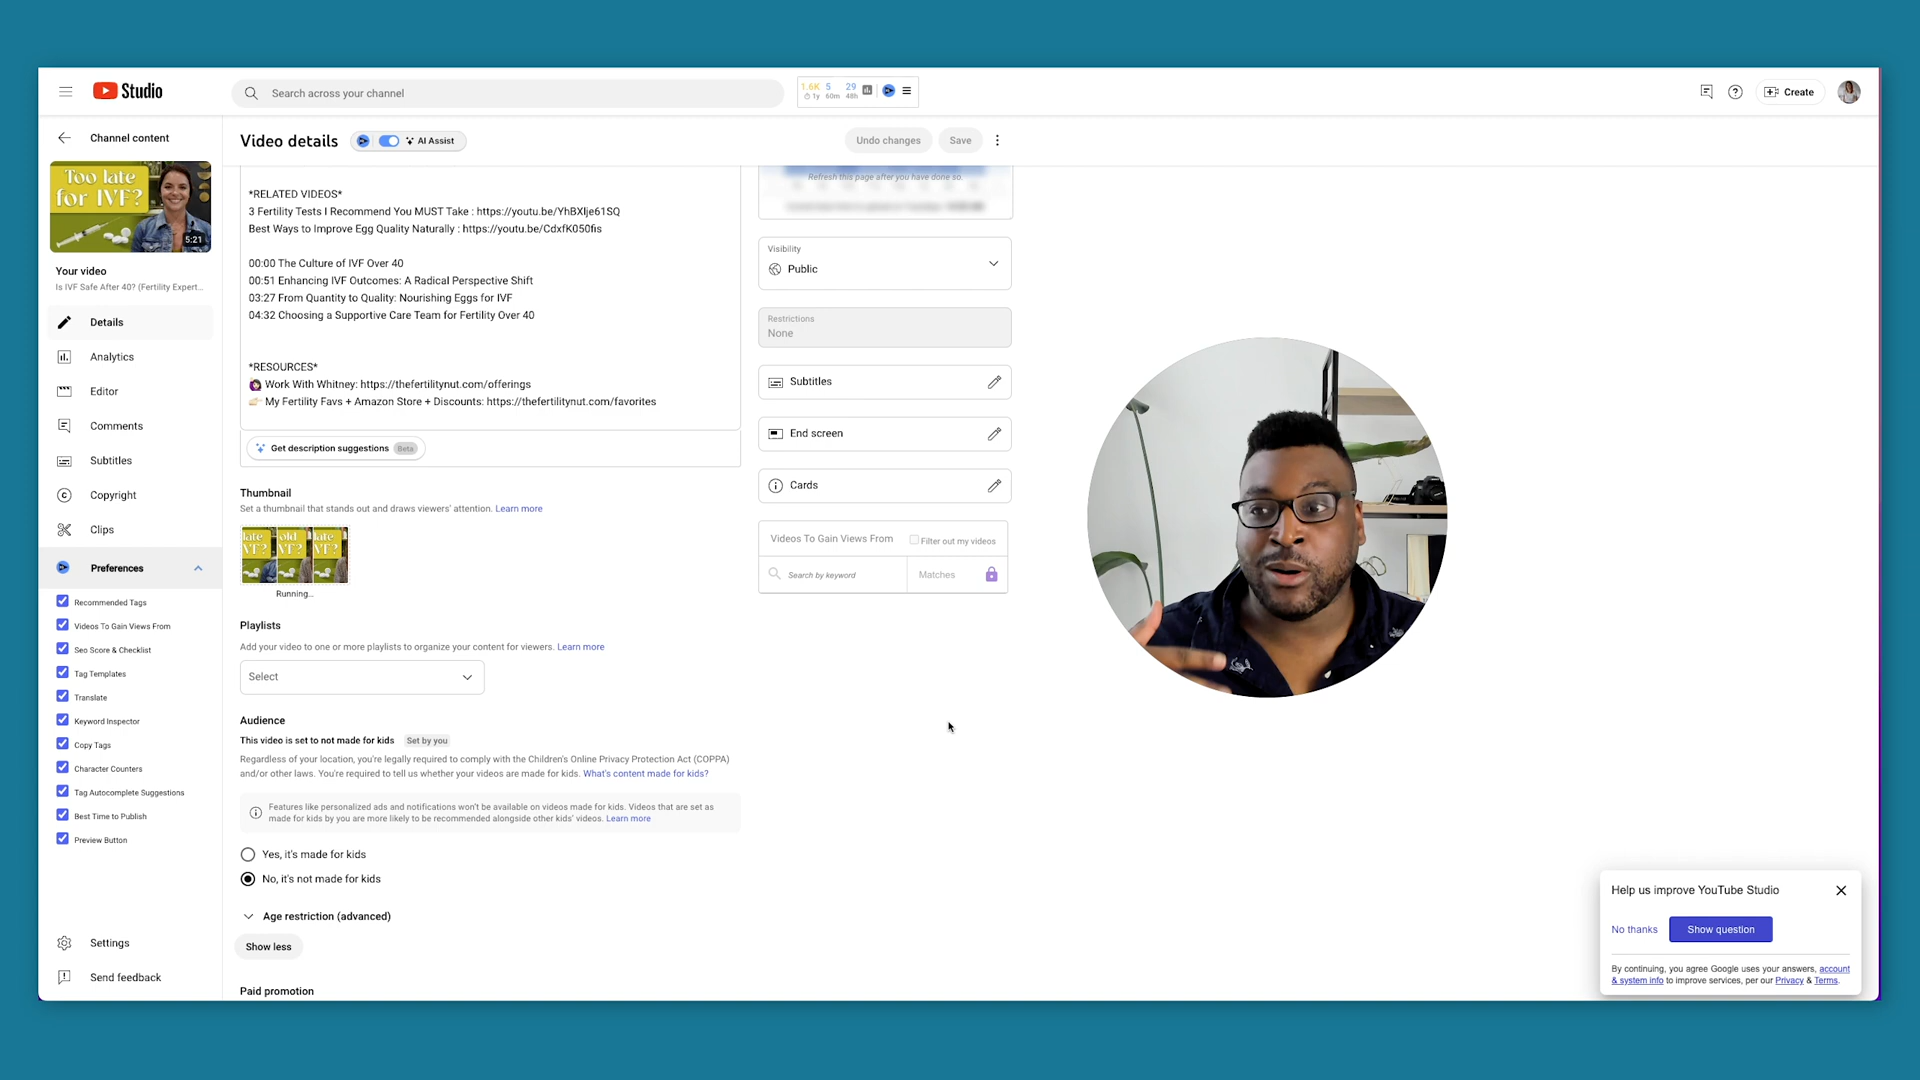 Studio
Search across your channel
1.6K 5 29
1y 60m 48h
Create
Channel content
Too late
for IVF?
5:21
Your video
Is IVF Safe After 40? (Fertility Expert...
Details
Analytics
Editor
Comments
Subtitles
Copyright
Clips
Preferences
Recommended Tags
Videos To Gain Views From
Seo Score & Checklist
Tag Templates
Translate
Keyword Inspector
Copy Tags
Character Counters
Tag Autocomplete Suggestions
Best Time to Publish
Preview Button
Settings
Send feedback
Video details
AI Assist
Undo changes
Save
*RELATED VIDEOS*
3 Fertility Tests I Recommend You MUST Take : https://youtu.be/YhBXIje61SQ
Best Ways to Improve Egg Quality Naturally : https://youtu.be/CdxfK050fis
00:00 The Culture of IVF Over 40
00:51 Enhancing IVF Outcomes: A Radical Perspective Shift
03:27 From Quantity to Quality: Nourishing Eggs for IVF
04:32 Choosing a Supportive Care Team for Fertility Over 40
*RESOURCES*
Work With Whitney: https://thefertilitynut.com/offerings
My Fertility Favs + Amazon Store + Discounts: https://thefertilitynut.com/favorites
Get description suggestions Beta
Thumbnail
Set a thumbnail that stands out and draws viewers' attention. Learn more
late old late
IVF? IVF? IVF?
Running...
Playlists
Add your video to one or more playlists to organize your content for viewers. Learn more
Select
Audience
This video is set to not made for kids Set by you
Regardless of your location, you're legally required to comply with the Children's Online Privacy Protection Act (COPPA)
and/or other laws. You're required to tell us whether your videos are made for kids. What's content made for kids?
Features like personalized ads and notifications won't be available on videos made for kids. Videos that are set as
made for kids by you are more likely to be recommended alongside other kids' videos. Learn more
Yes, it's made for kids
No, it's not made for kids
Age restriction (advanced)
Show less
Paid promotion
Refresh this page after you have done so.
Visibility
Public
Restrictions
None
Subtitles
End screen
Cards
Videos To Gain Views From
Filter out my videos
Search by keyword
Matches
Help us improve YouTube Studio
No thanks
Show question
By continuing, you agree Google uses your answers, account
& system info to improve services, per our Privacy & Terms.